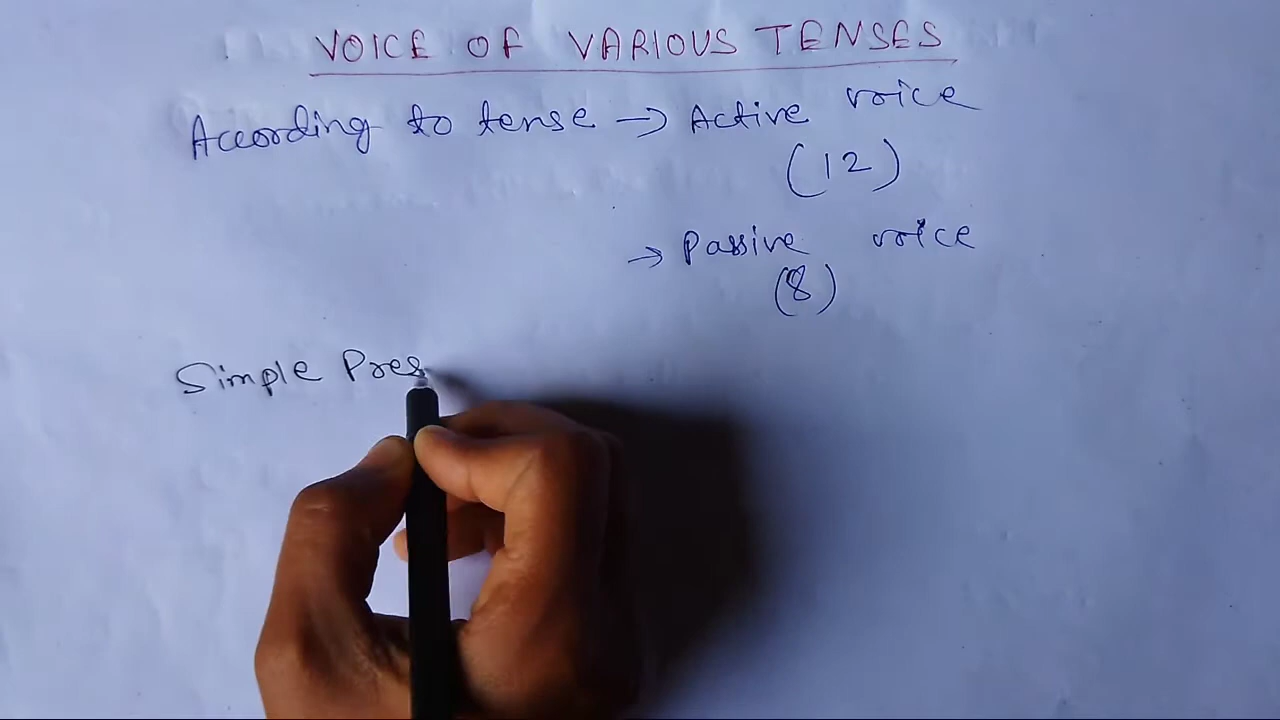 VOICE OF VARIOUS TENSES
According to tense → Active voice
(12)
→ Passive voice
(8)
Simple Pres